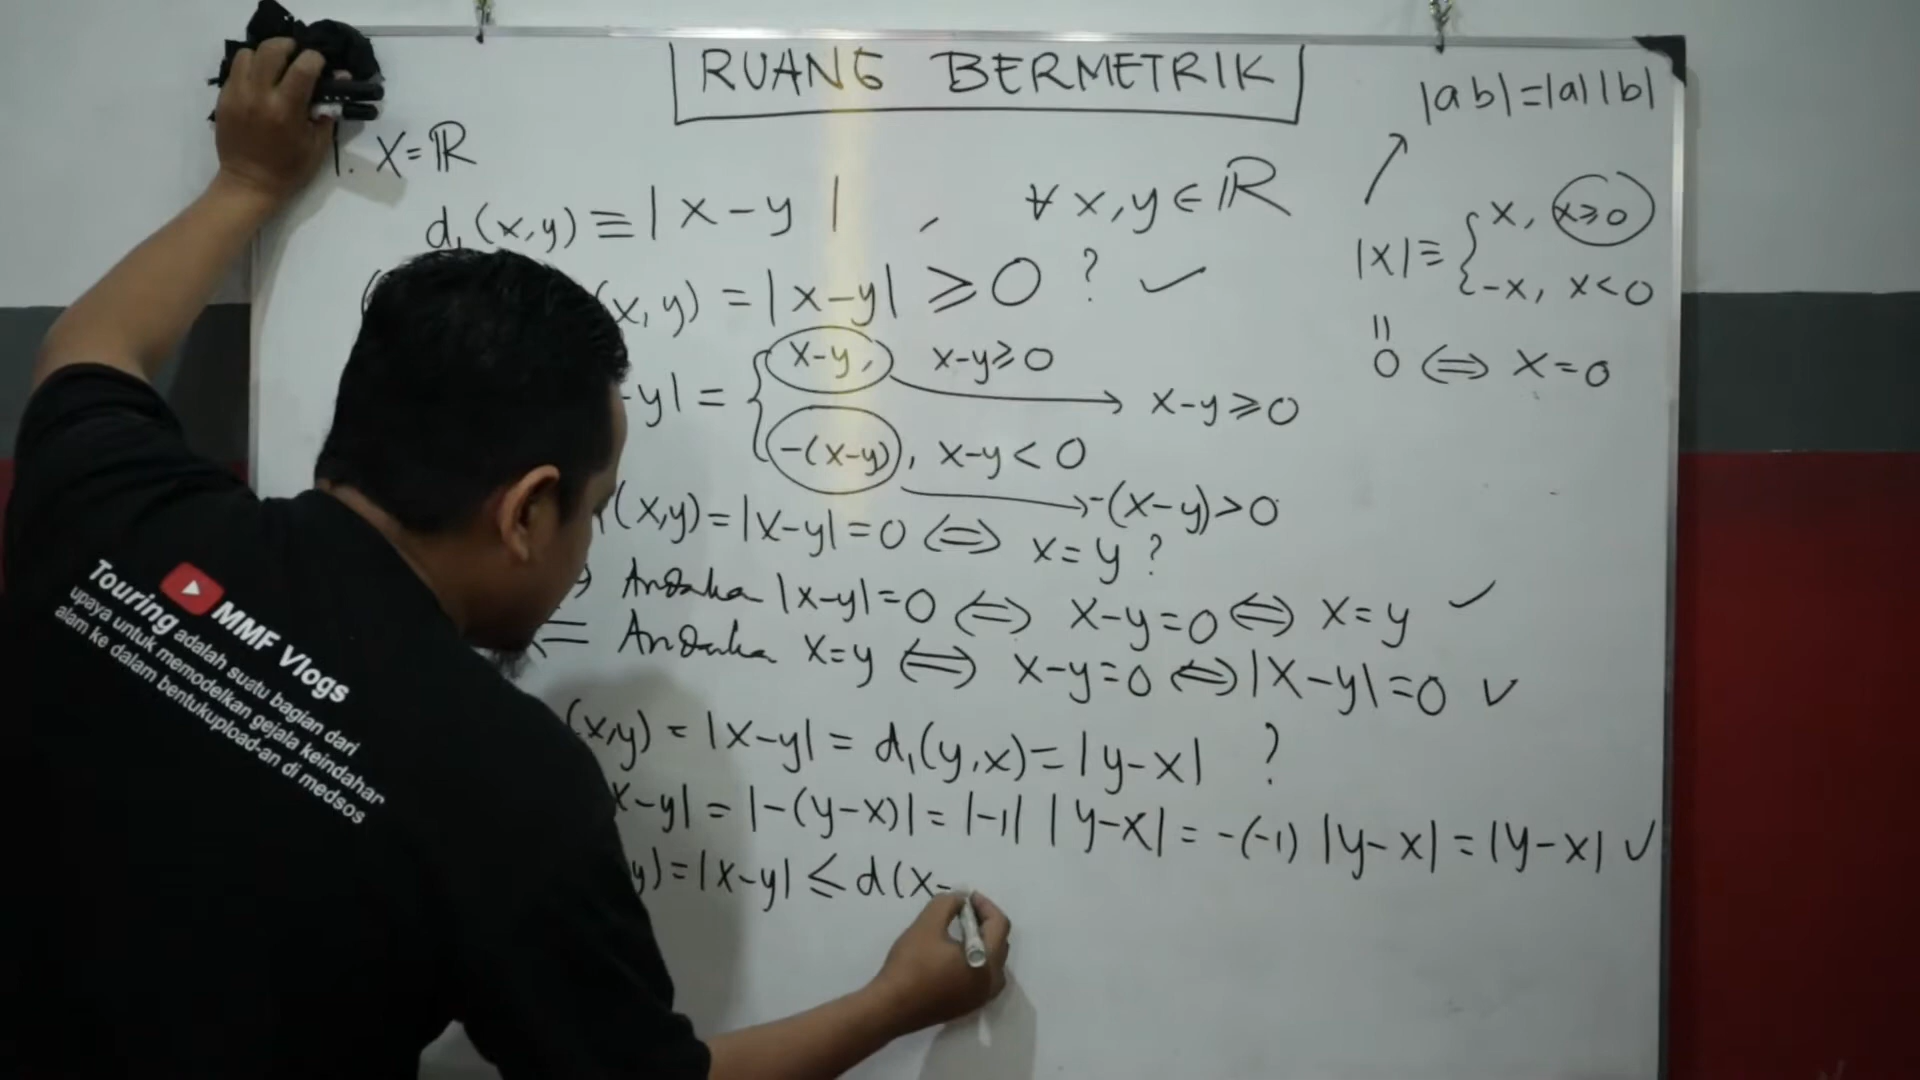 RUANG BERMETRIK
|ab|=|a||b|
1. X=ℝ
d₁(x,y)≡|x-y| , ∀ x,y∈ℝ
|x|≡{x, x≥0
-x, x<0
=
0 ⟺ x=0
(x,y) = |x-y| ≥ 0 ? ✓
-y| = {x-y, x-y≥0 → x-y≥0
-(x-y), x-y<0 → -(x-y)>0
(x,y)=|x-y|=0 ⟺ x=y ?
Andaika |x-y|=0 ⟺ x-y=0 ⟺ x=y ✓
Andaika x=y ⟺ x-y=0 ⟺ |x-y|=0 ✓
(x,y) = |x-y| = d₁(y,x) = |y-x| ?
x-y| = |-(y-x)| = |-1| |y-x| = -(-1) |y-x| = |y-x| ✓
y)=|x-y| ≤ d(x-
Touring MMF Vlogs
adalah suatu bagian dari
upaya untuk memodelkan gejala keindahan
alam ke dalam bentukupload-an di medsos